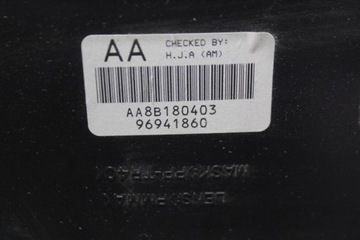 AA CHECKED BY:
H.J.A (AM)
AA8B180403
96941860